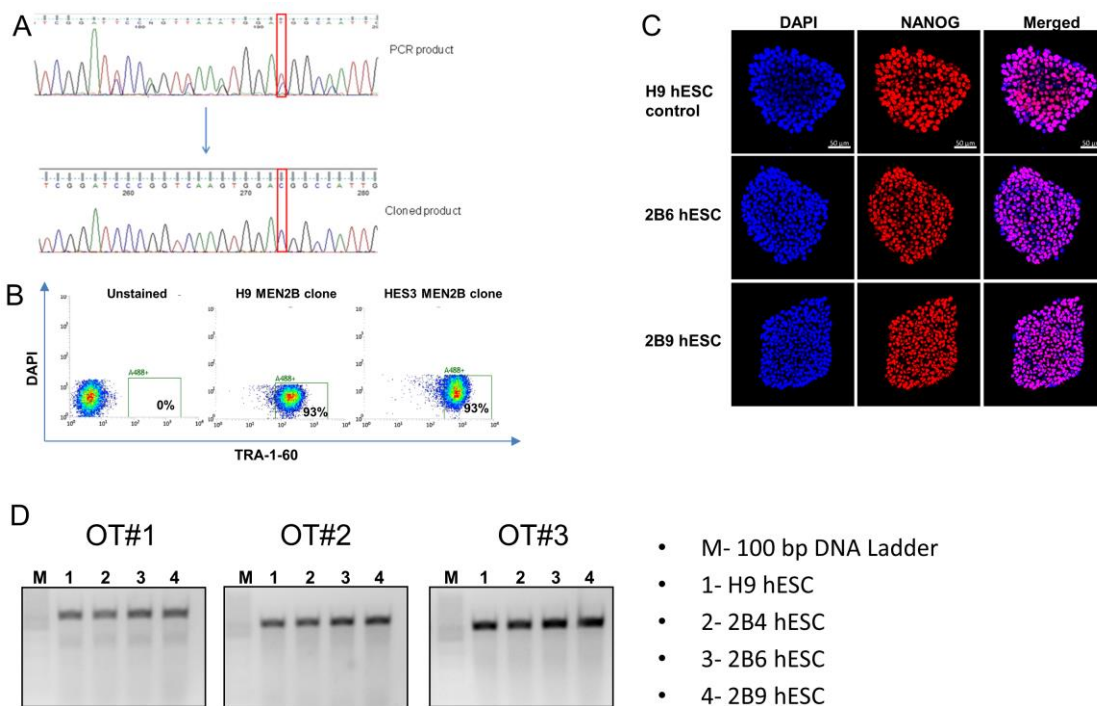 A
PCR product
TCGGATCCCGGTCAAGTGGACGGCCATTG
260 270 280
Cloned product
B
Unstained H9 MEN2B clone HES3 MEN2B clone
DAPI
A488+ A488+ A488+
0% 93% 93%
TRA-1-60
C
DAPI NANOG Merged
H9 hESC
control
50 µm 50 µm 50 µm
2B6 hESC
2B9 hESC
D
OT#1 OT#2 OT#3
M 1 2 3 4 M 1 2 3 4 M 1 2 3 4
• M- 100 bp DNA Ladder
• 1- H9 hESC
• 2- 2B4 hESC
• 3- 2B6 hESC
• 4- 2B9 hESC